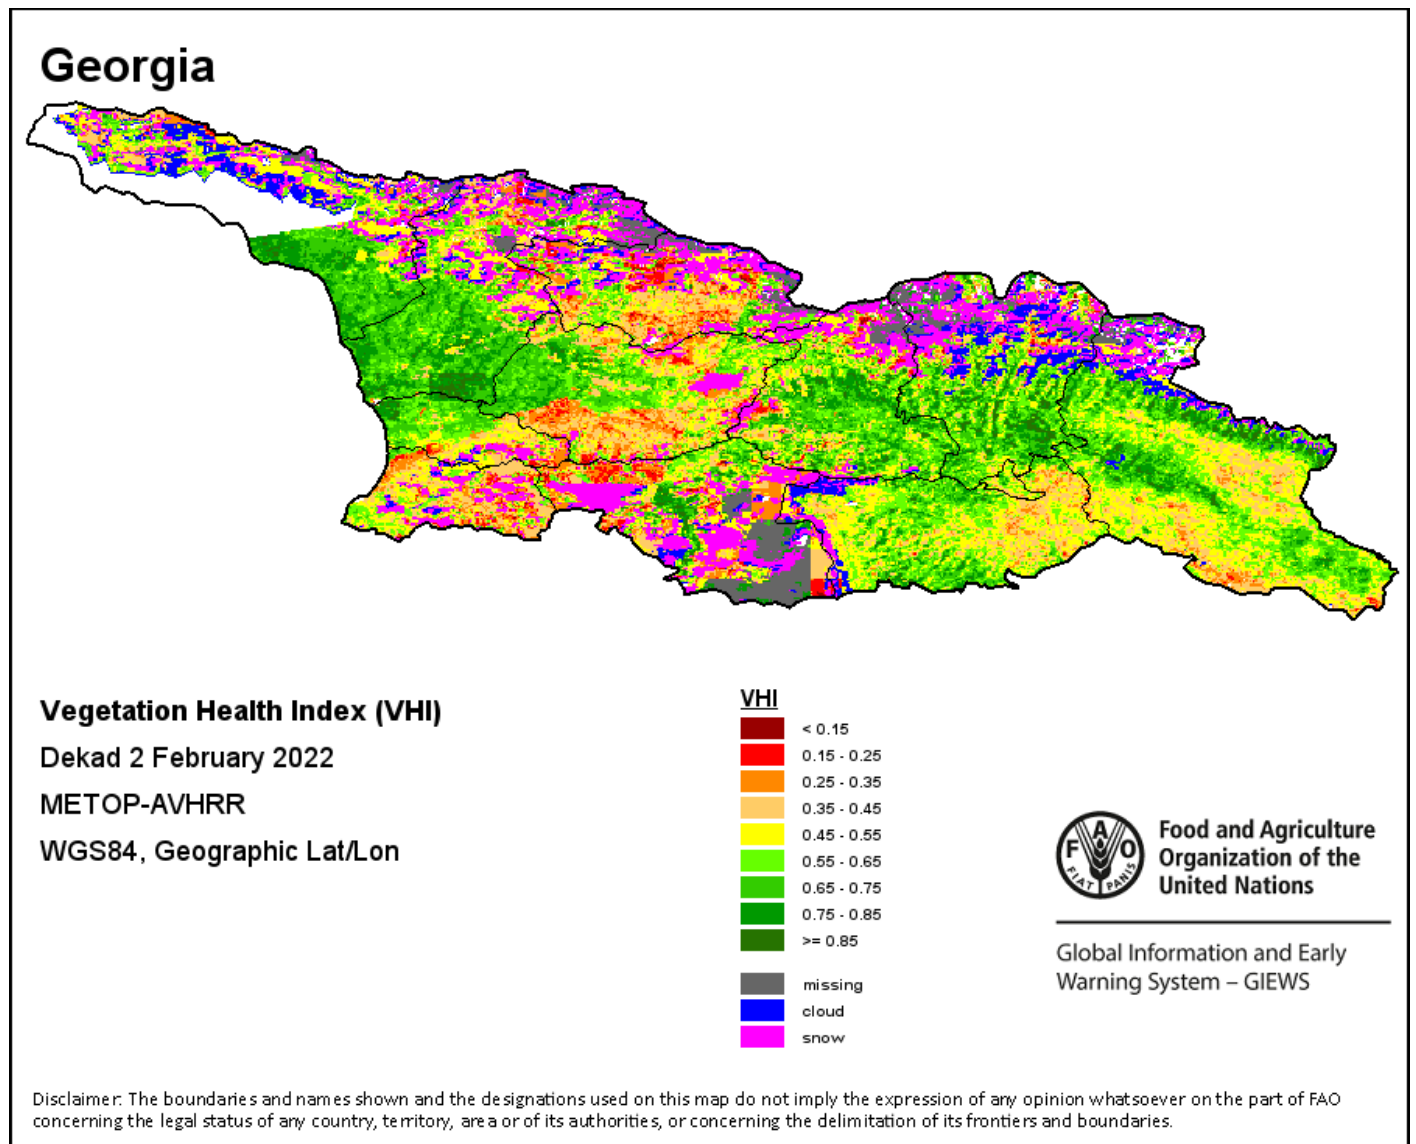 Georgia
Vegetation Health Index (VHI)
Dekad 2 February 2022
METOP-AVHRR
WGS84, Geographic Lat/Lon
VHI
< 0.15
0.15 - 0.25
0.25 - 0.35
0.35 - 0.45
0.45 - 0.55
0.55 - 0.65
0.65 - 0.75
0.75 - 0.85
>= 0.85
missing
cloud
snow
F A O
FIAT PANIS
Food and Agriculture
Organization of the
United Nations
Global Information and Early
Warning System – GIEWS
Disclaimer: The boundaries and names shown and the designations used on this map do not imply the expression of any opinion whatsoever on the part of FAO
concerning the legal status of any country, territory, area or of its authorities, or concerning the delimitation of its frontiers and boundaries.